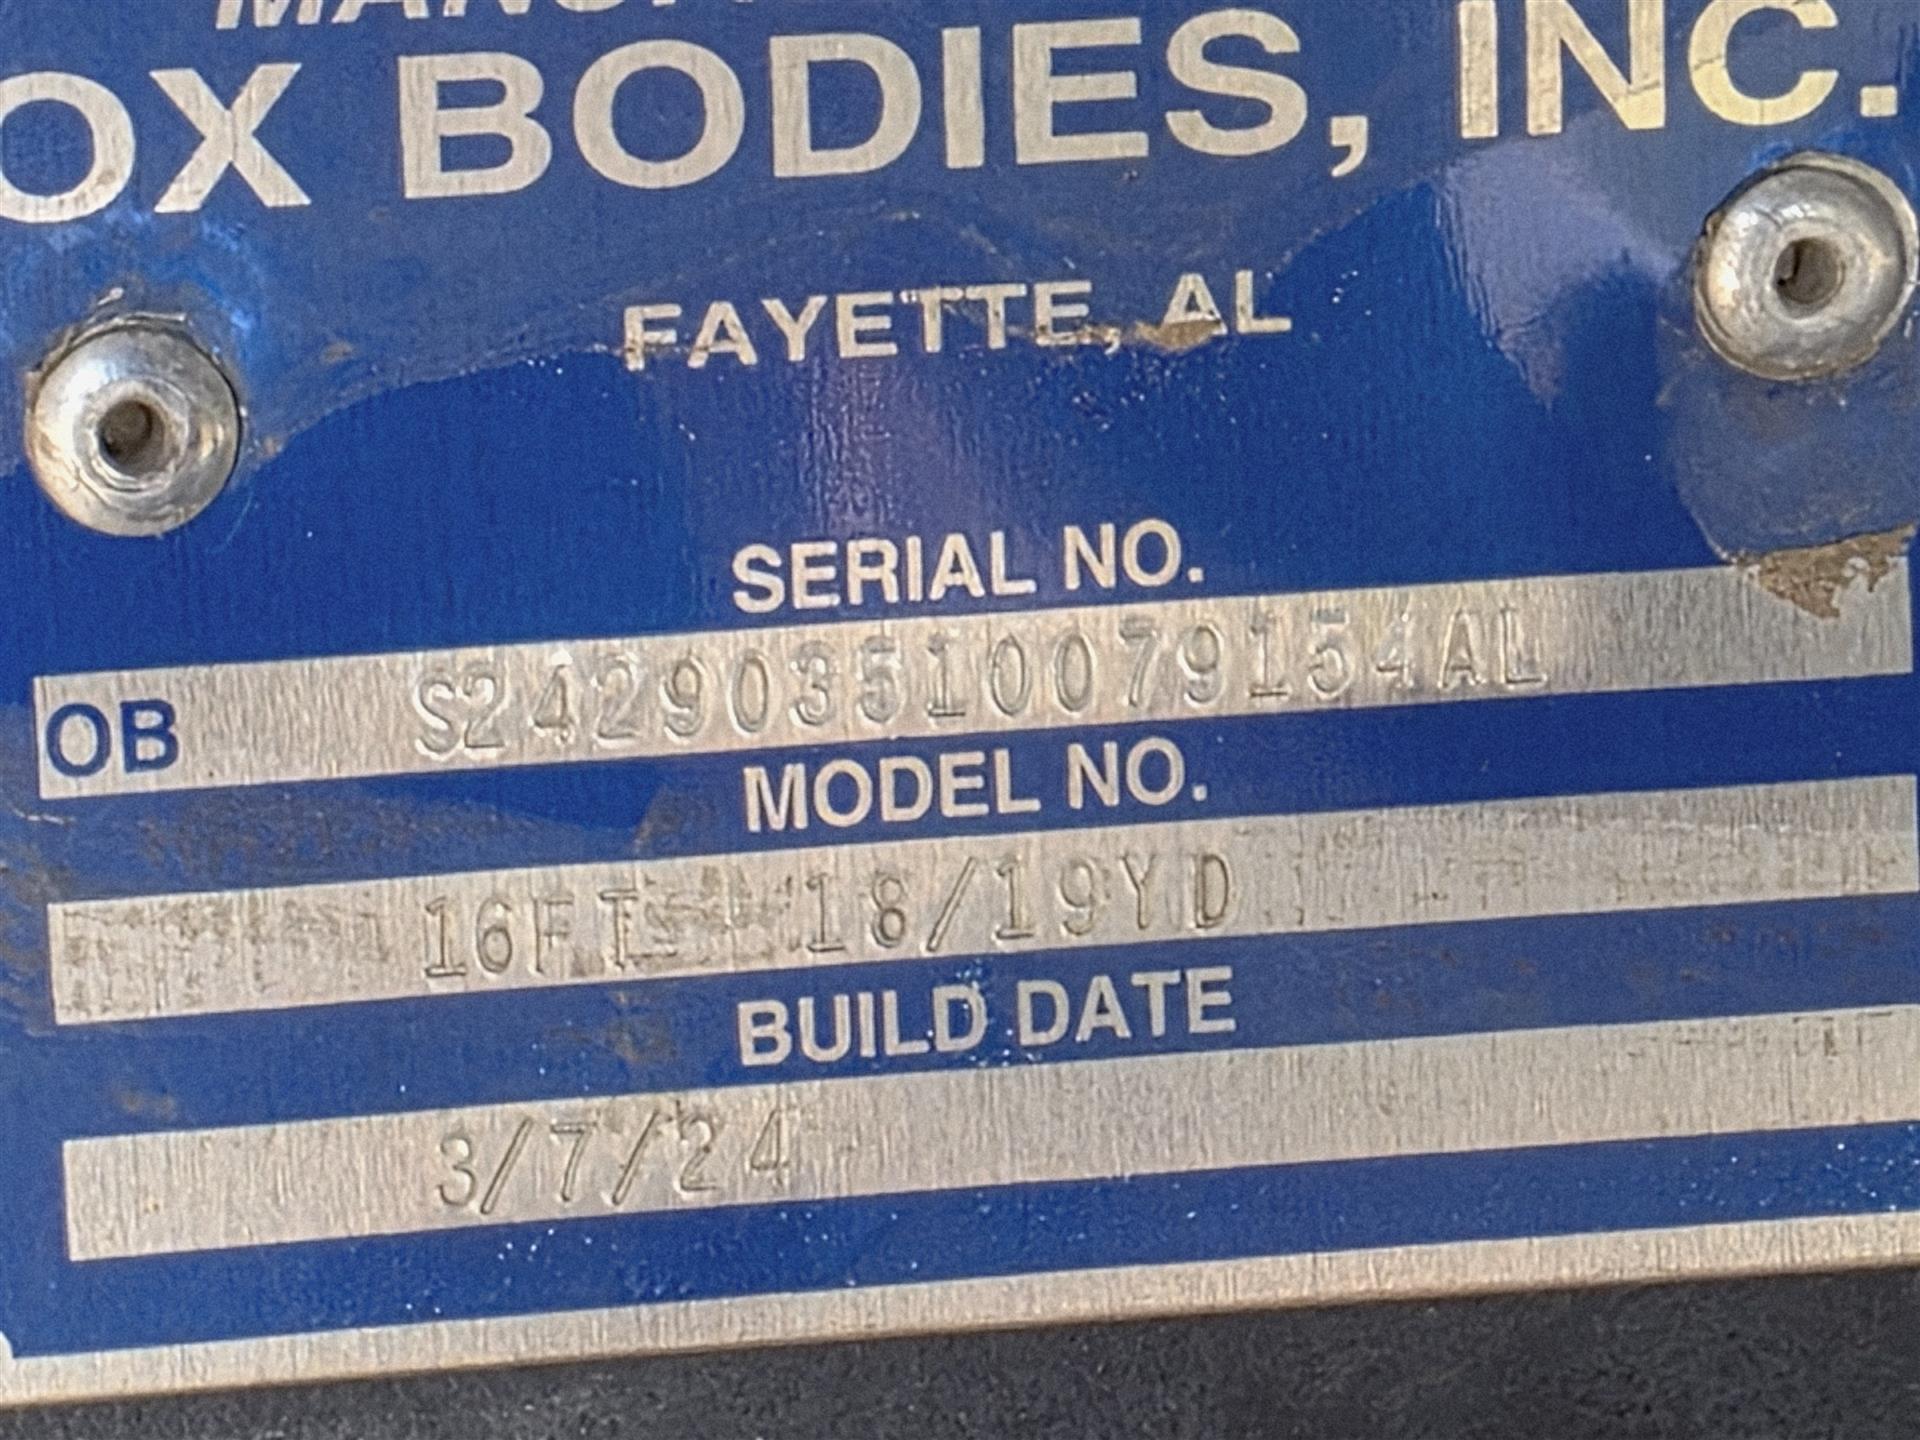 OX BODIES, INC.
FAYETTE, AL
SERIAL NO.
OB S242903510079154AL
MODEL NO.
16FT 18/19YD
BUILD DATE
3/7/24